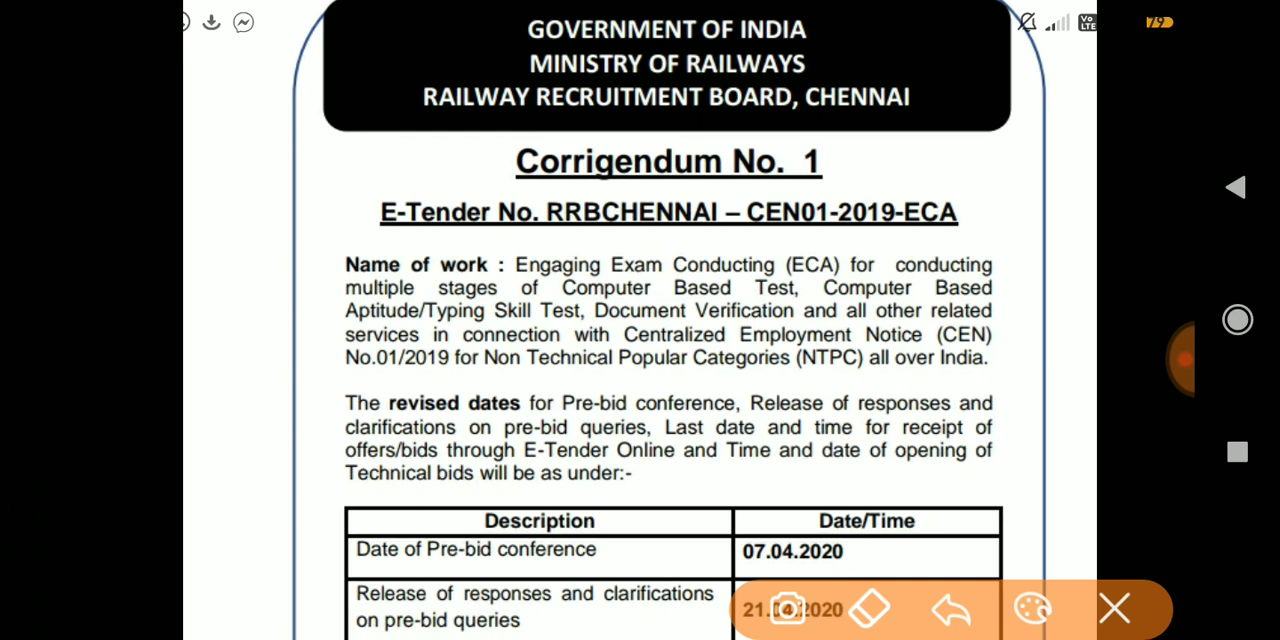 GOVERNMENT OF INDIA
MINISTRY OF RAILWAYS
RAILWAY RECRUITMENT BOARD, CHENNAI
Corrigendum No. 1
E-Tender No. RRBCHENNAI – CEN01-2019-ECA
Name of work : Engaging Exam Conducting (ECA) for conducting
multiple stages of Computer Based Test, Computer Based
Aptitude/Typing Skill Test, Document Verification and all other related
services in connection with Centralized Employment Notice (CEN)
No.01/2019 for Non Technical Popular Categories (NTPC) all over India.
The revised dates for Pre-bid conference, Release of responses and
clarifications on pre-bid queries, Last date and time for receipt of
offers/bids through E-Tender Online and Time and date of opening of
Technical bids will be as under:-
Description Date/Time
Date of Pre-bid conference 07.04.2020
Release of responses and clarifications
on pre-bid queries 21.04.2020
Vo LTE
79